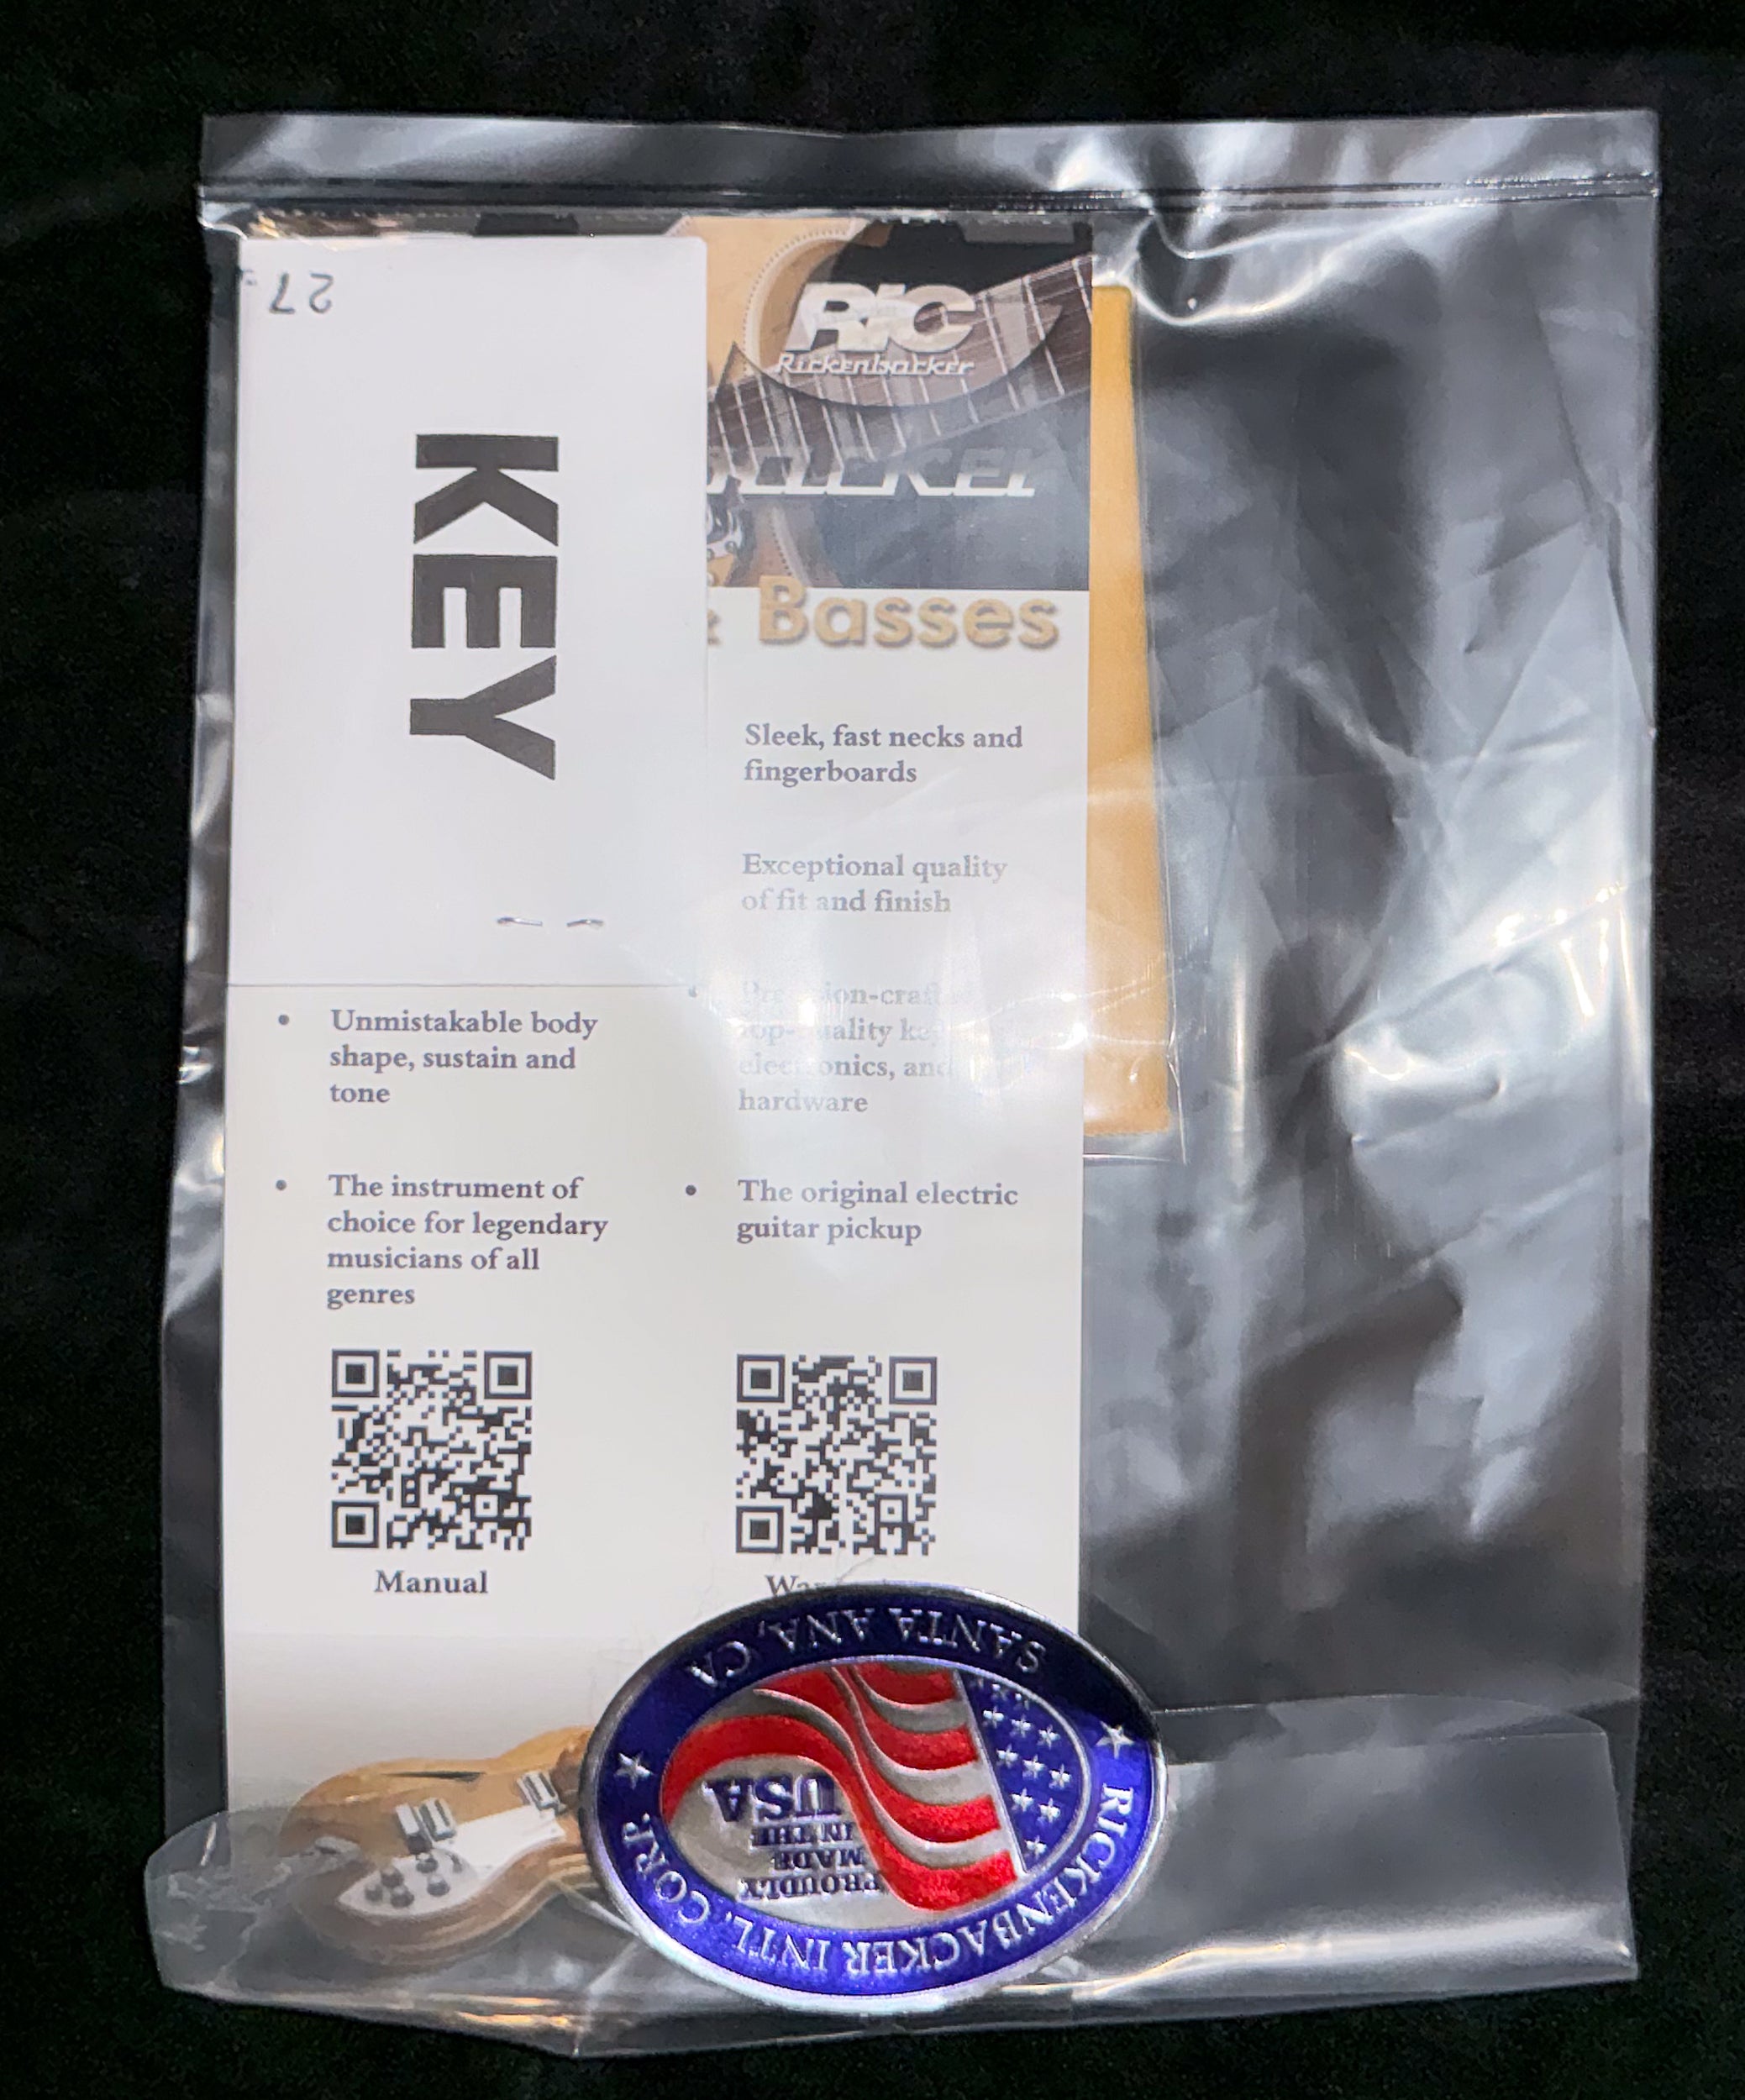 27
KEY
RIC
Rickenbacker
Basses
Sleek, fast necks and
fingerboards
Exceptional quality
of fit and finish
hardware
• Unmistakable body
shape, sustain and
tone
• The instrument of
choice for legendary
musicians of all
genres
• The original electric
guitar pickup
Manual
SANTA ANA, CA
★ RICKENBACKER INT'L. CORP. ★
PROUDLY
MADE
IN THE
USA